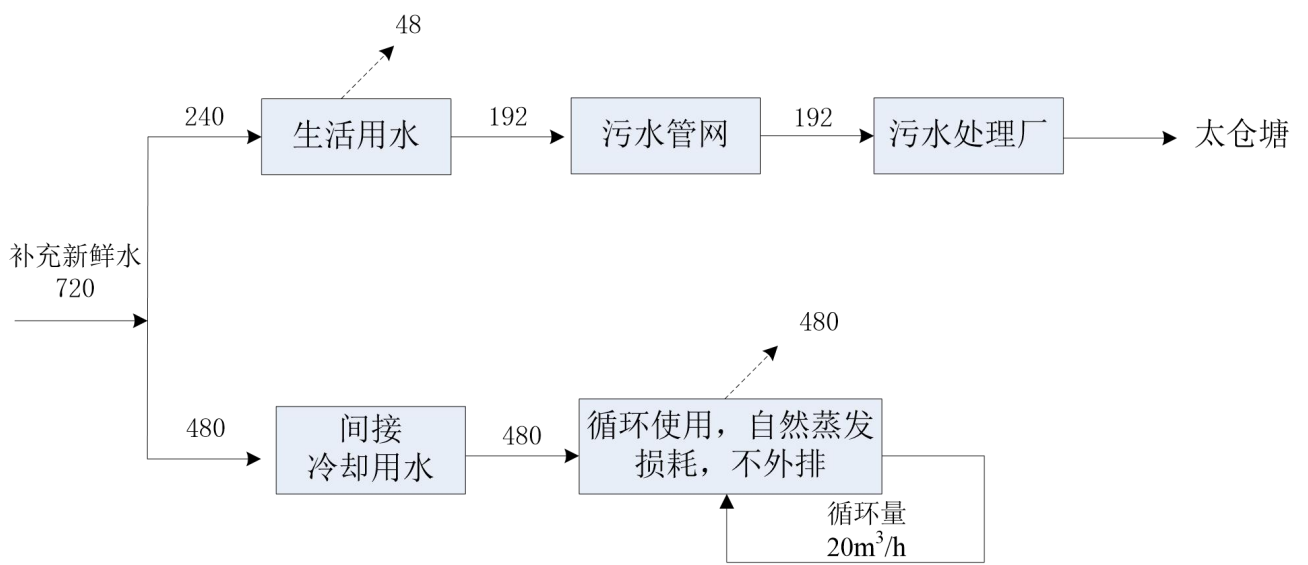 48
240
生活用水
192
污水管网
192
污水处理厂
太仓塘
补充新鲜水
720
480
480
间接
冷却用水
480
循环使用，自然蒸发
损耗，不外排
循环量
20m³/h